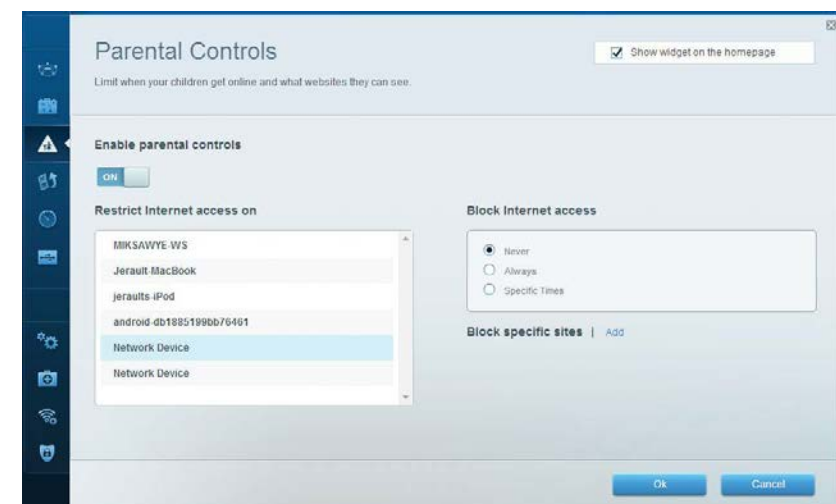 Parental Controls
Show widget on the homepage
Limit when your children get online and what websites they can see.
Enable parental controls
ON
Restrict Internet access on
MIKSAWYE-WS
Jerault-MacBook
jeraults-iPod
android-db1885199bb76461
Network Device
Network Device
Block Internet access
Never
Always
Specific Times
Block specific sites | Add
Ok
Cancel